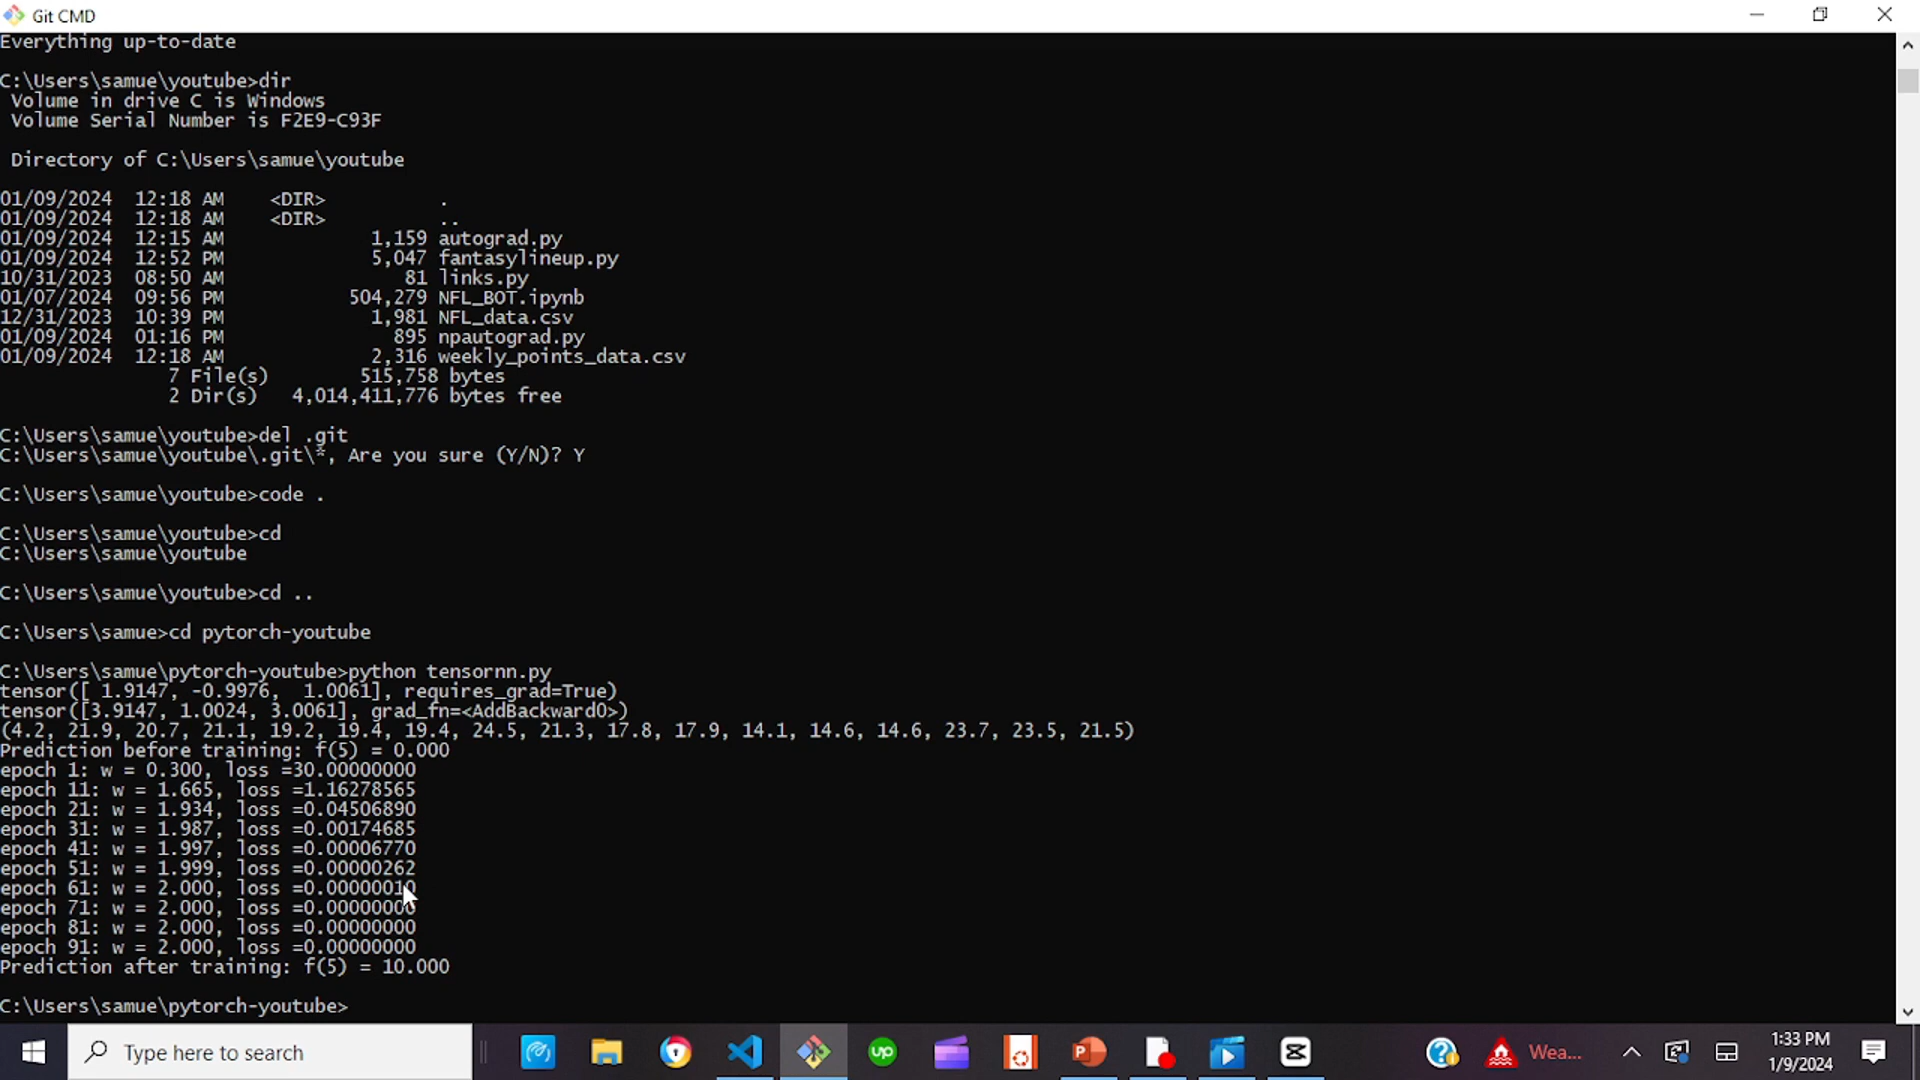 Git CMD
Everything up-to-date
C:\Users\samue\youtube>dir
 Volume in drive C is Windows
 Volume Serial Number is F2E9-C93F
 Directory of C:\Users\samue\youtube
01/09/2024  12:18 AM    <DIR>          .
01/09/2024  12:18 AM    <DIR>          ..
01/09/2024  12:15 AM             1,159 autograd.py
01/09/2024  12:52 PM             5,047 fantasylineup.py
10/31/2023  08:50 AM                81 links.py
01/07/2024  09:56 PM           504,279 NFL_BOT.ipynb
12/31/2023  10:39 PM             1,981 NFL_data.csv
01/09/2024  01:16 PM               895 npautograd.py
01/09/2024  12:18 AM             2,316 weekly_points_data.csv
               7 File(s)        515,758 bytes
               2 Dir(s)   4,014,411,776 bytes free
C:\Users\samue\youtube>del .git
C:\Users\samue\youtube\.git\*, Are you sure (Y/N)? Y
C:\Users\samue\youtube>code .
C:\Users\samue\youtube>cd
C:\Users\samue\youtube
C:\Users\samue\youtube>cd ..
C:\Users\samue>cd pytorch-youtube
C:\Users\samue\pytorch-youtube>python tensornn.py
tensor([ 1.9147, -0.9976,  1.0061], requires_grad=True)
tensor([3.9147, 1.0024, 3.0061], grad_fn=<AddBackward0>)
(4.2, 21.9, 20.7, 21.1, 19.2, 19.4, 19.4, 24.5, 21.3, 17.8, 17.9, 14.1, 14.6, 14.6, 23.7, 23.5, 21.5)
Prediction before training: f(5) = 0.000
epoch 1: w = 0.300, loss =30.00000000
epoch 11: w = 1.665, loss =1.16278565
epoch 21: w = 1.934, loss =0.04506890
epoch 31: w = 1.987, loss =0.00174685
epoch 41: w = 1.997, loss =0.00006770
epoch 51: w = 1.999, loss =0.00000262
epoch 61: w = 2.000, loss =0.00000010
epoch 71: w = 2.000, loss =0.00000000
epoch 81: w = 2.000, loss =0.00000000
epoch 91: w = 2.000, loss =0.00000000
Prediction after training: f(5) = 10.000
C:\Users\samue\pytorch-youtube>
Type here to search
up
P
Wea...
1:33 PM
1/9/2024